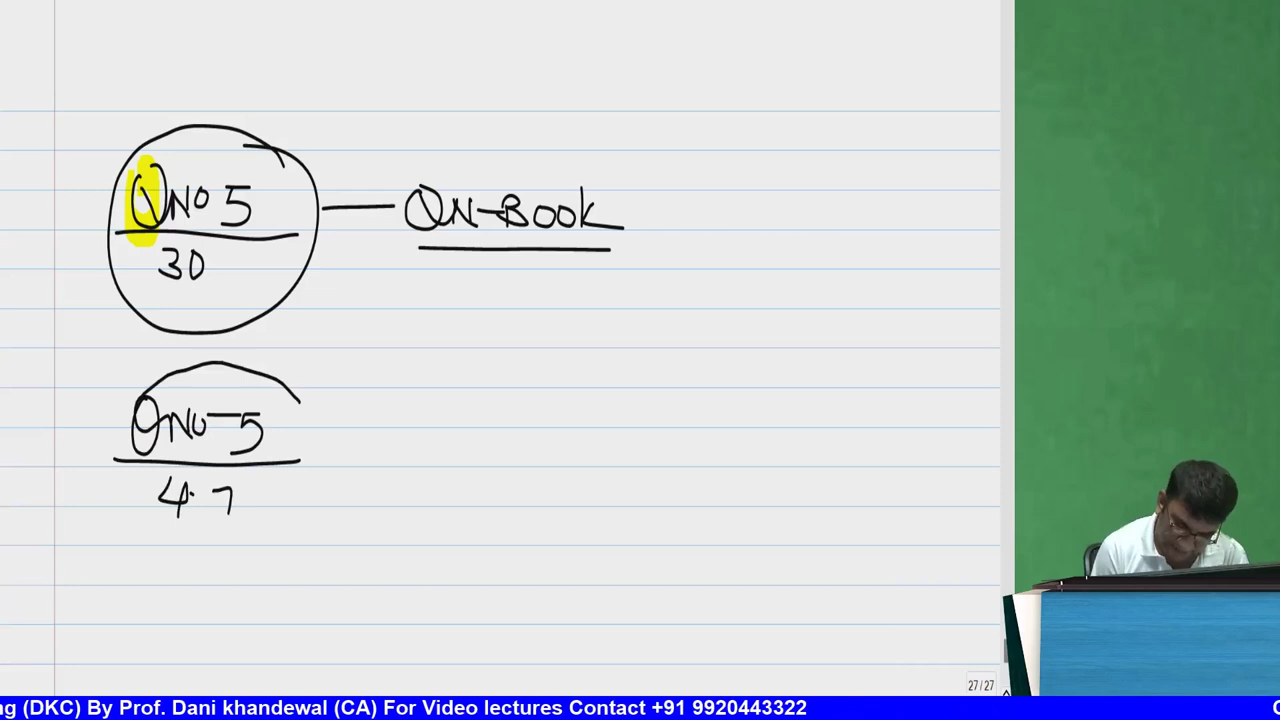 QNO 5 — QN-BOOK
30
QNO-5
4.7
27/27
ng (DKC) By Prof. Dani khandewal (CA) For Video lectures Contact +91 9920443322